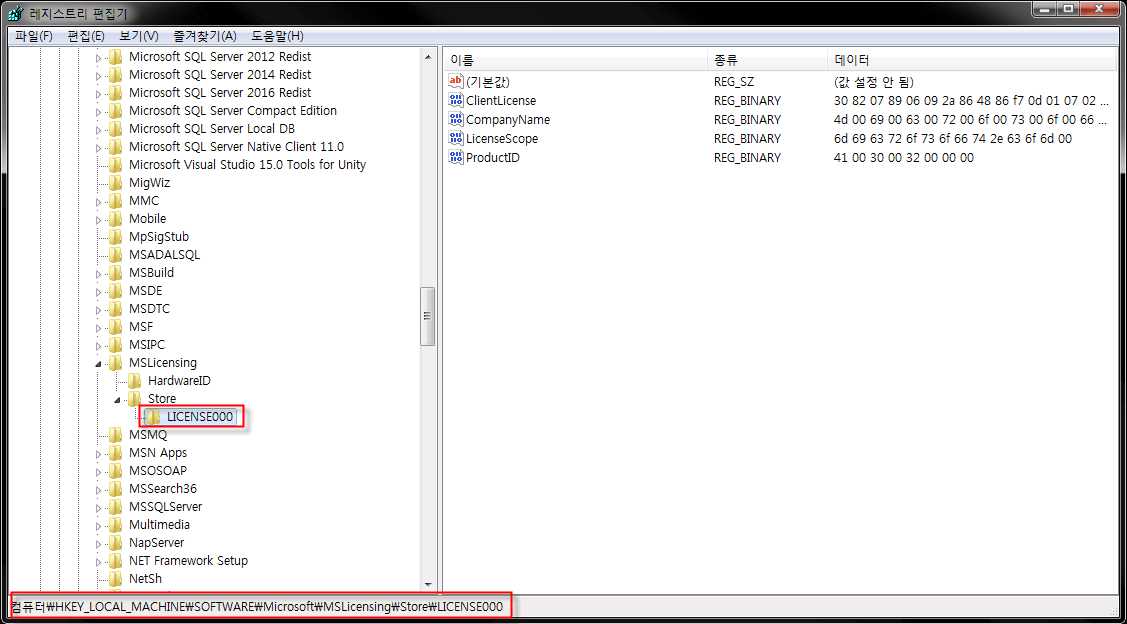 레지스트리 편집기
파일(F) 편집(E) 보기(V) 즐겨찾기(A) 도움말(H)
Microsoft SQL Server 2012 Redist
Microsoft SQL Server 2014 Redist
Microsoft SQL Server 2016 Redist
Microsoft SQL Server Compact Edition
Microsoft SQL Server Local DB
Microsoft SQL Server Native Client 11.0
Microsoft Visual Studio 15.0 Tools for Unity
MigWiz
MMC
Mobile
MpSigStub
MSADALSQL
MSBuild
MSDE
MSDTC
MSF
MSIPC
MSLicensing
HardwareID
Store
LICENSE000
MSMQ
MSN Apps
MSOSOAP
MSSearch36
MSSQLServer
Multimedia
NapServer
NET Framework Setup
NetSh
이름 종류 데이터
(기본값) REG_SZ (값 설정 안 됨)
ClientLicense REG_BINARY 30 82 07 89 06 09 2a 86 48 86 f7 0d 01 07 02 ...
CompanyName REG_BINARY 4d 00 69 00 63 00 72 00 6f 00 73 00 6f 00 66 ...
LicenseScope REG_BINARY 6d 69 63 72 6f 73 6f 66 74 2e 63 6f 6d 00
ProductID REG_BINARY 41 00 30 00 32 00 00 00
컴퓨터₩HKEY_LOCAL_MACHINE₩SOFTWARE₩Microsoft₩MSLicensing₩Store₩LICENSE000